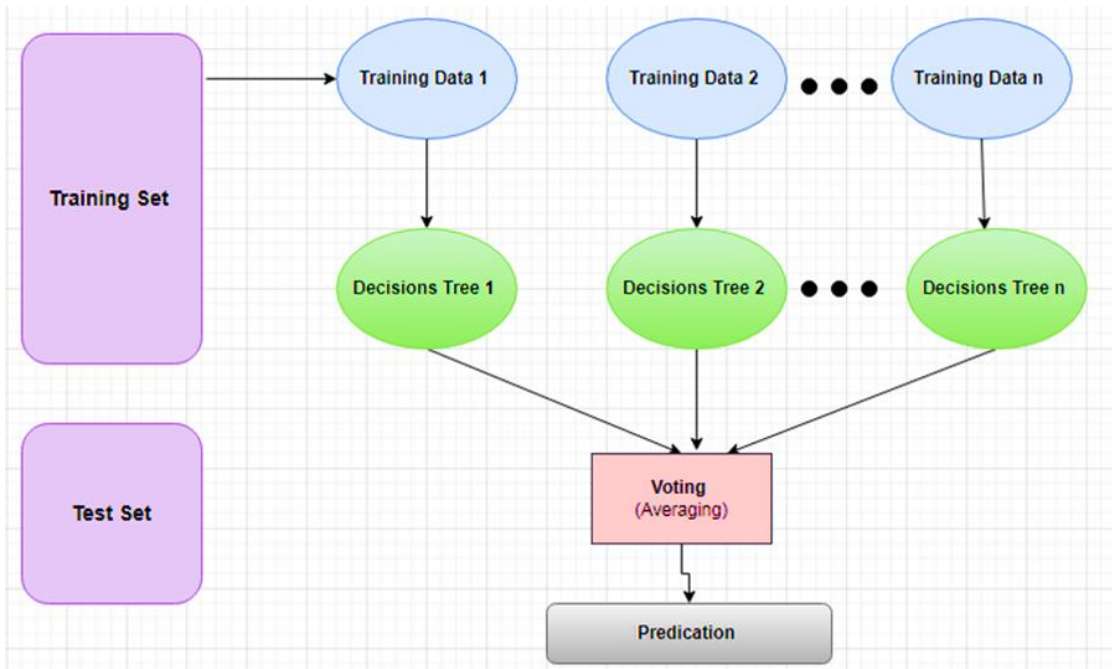 Training Data 1
Training Data 2
Training Data n
Training Set
Decisions Tree 1
Decisions Tree 2
Decisions Tree n
Test Set
Voting
(Averaging)
Predication